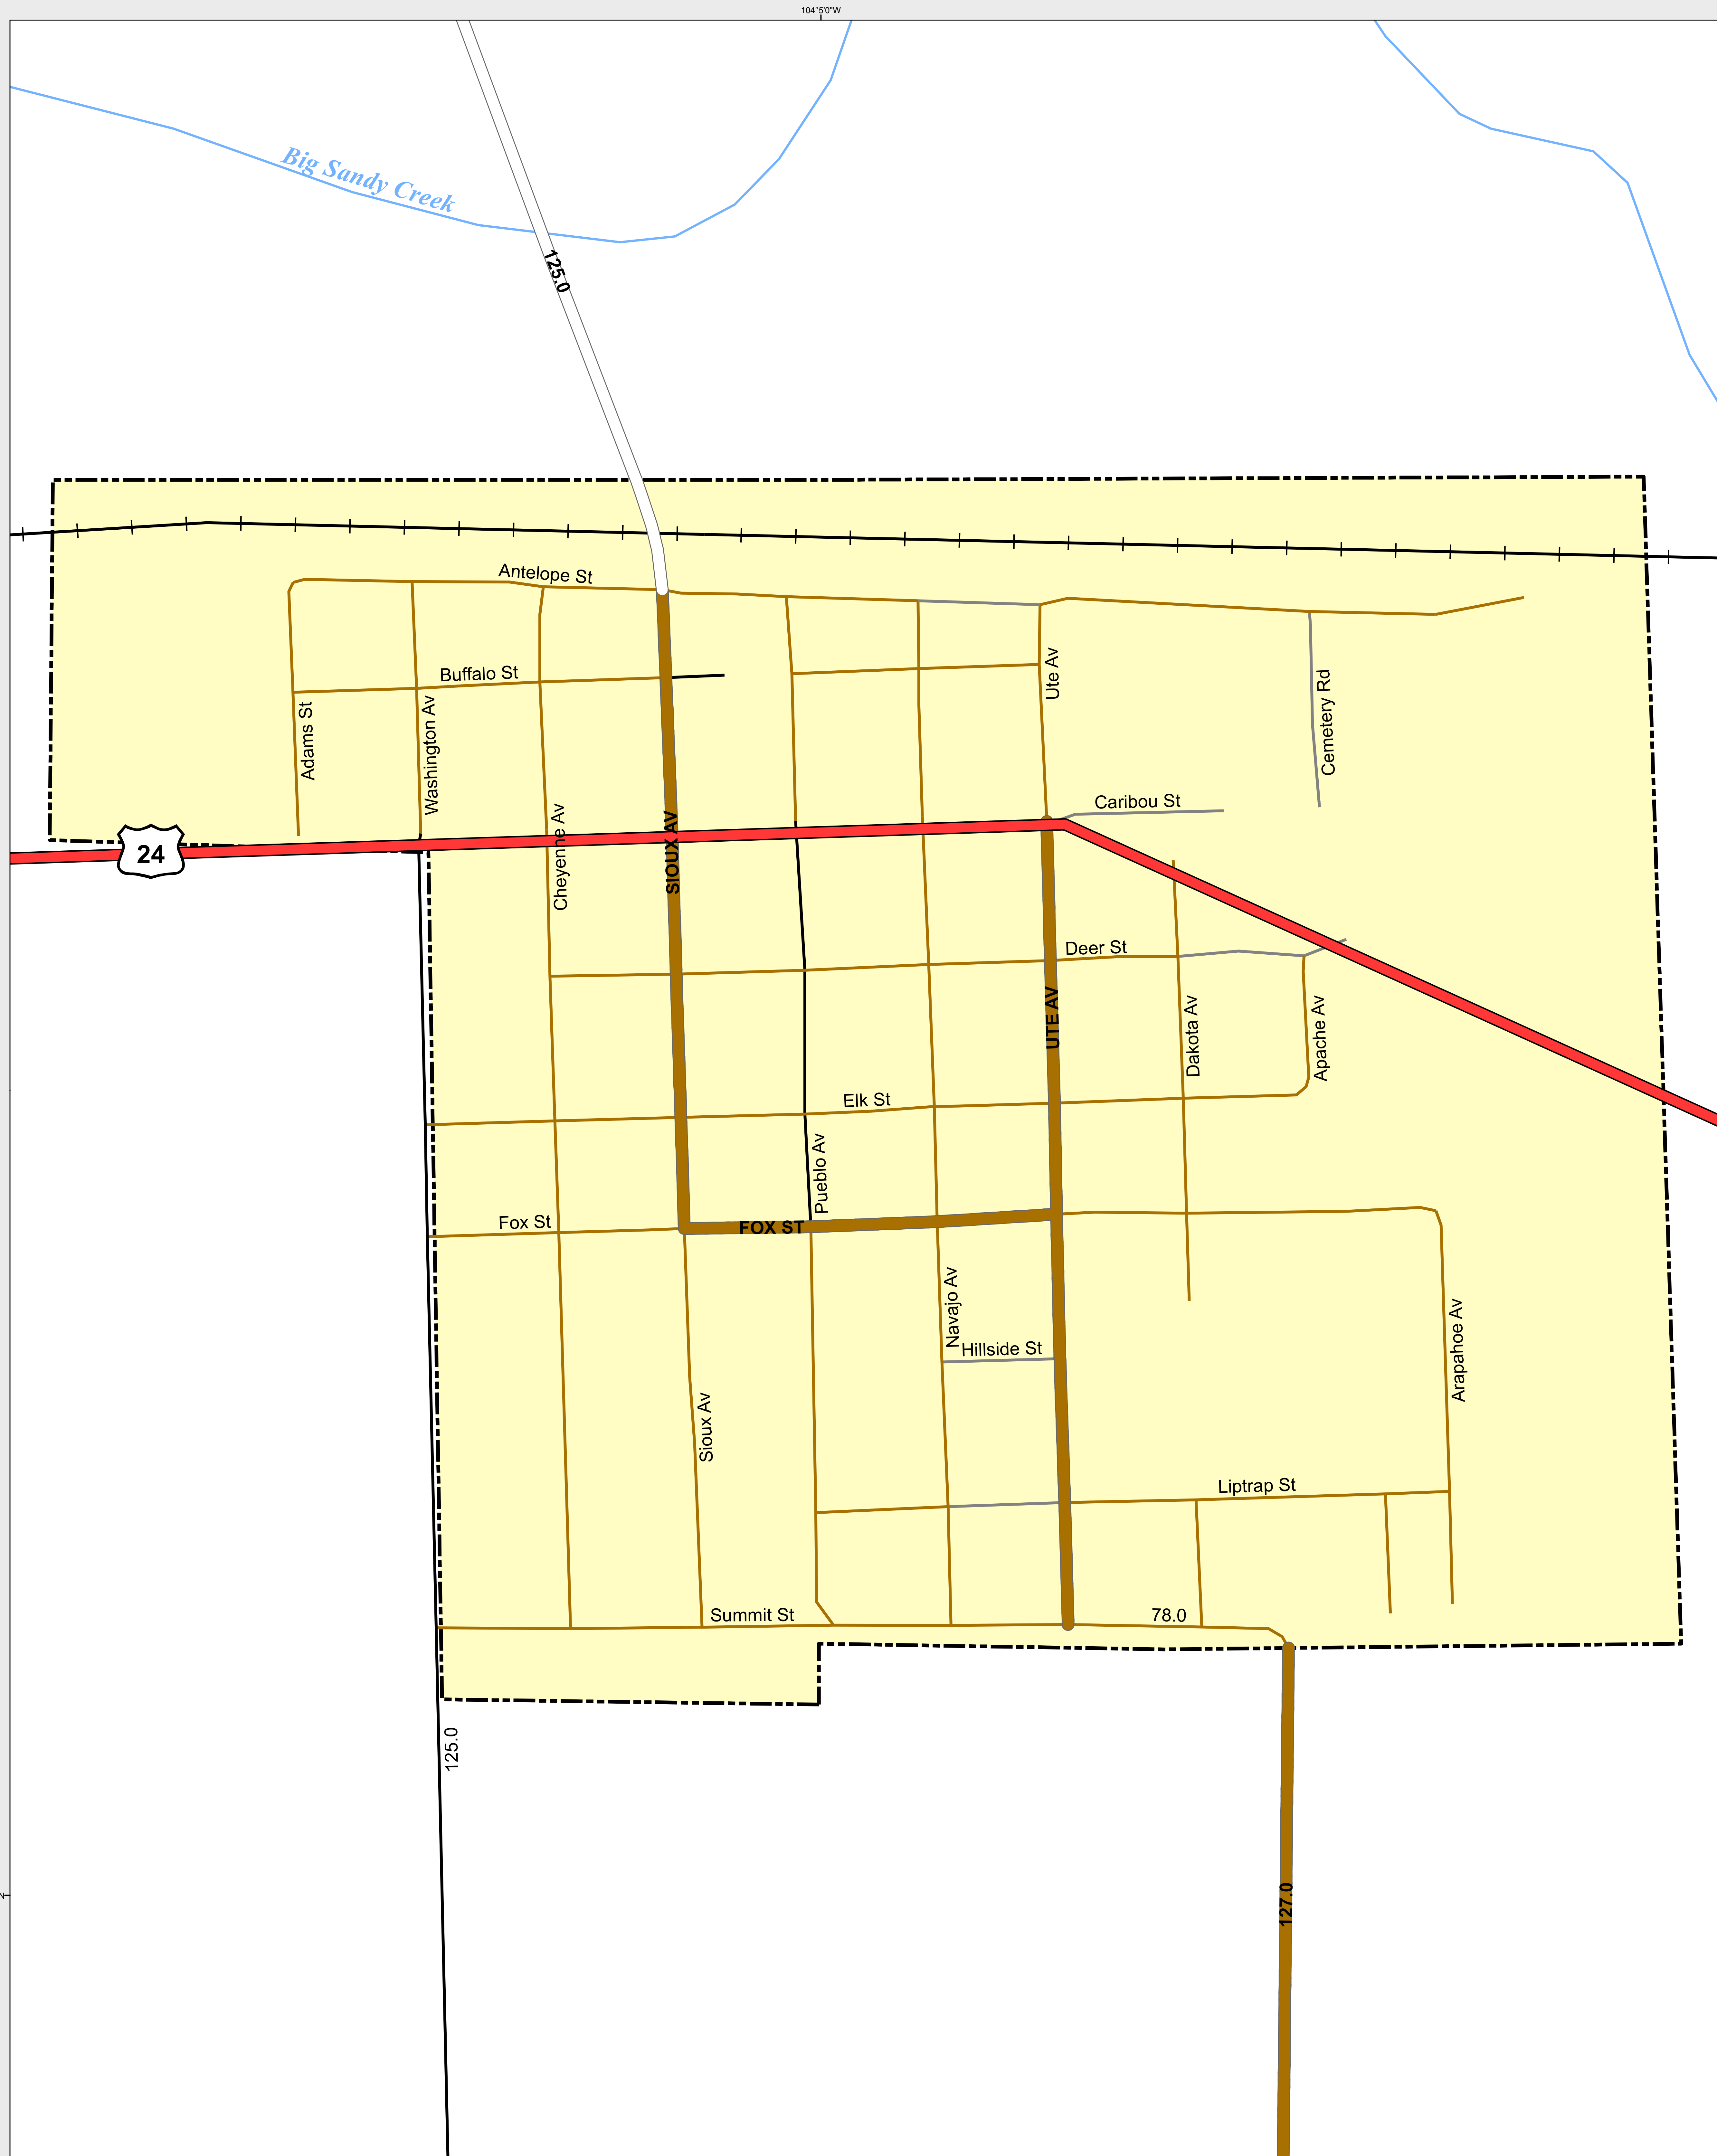 104°5'0"W
Big Sandy Creek
125.0
Antelope St
Buffalo St
Ute Av
Adams St
Washington Av
Cemetery Rd
Caribou St
24
Cheyenne Av
SIOUX AV
Deer St
UTE AV
Dakota Av
Apache Av
Elk St
Pueblo Av
Fox St
FOX ST
Navajo Av
Hillside St
Arapahoe Av
Sioux Av
Liptrap St
Summit St
78.0
125.0
127.0